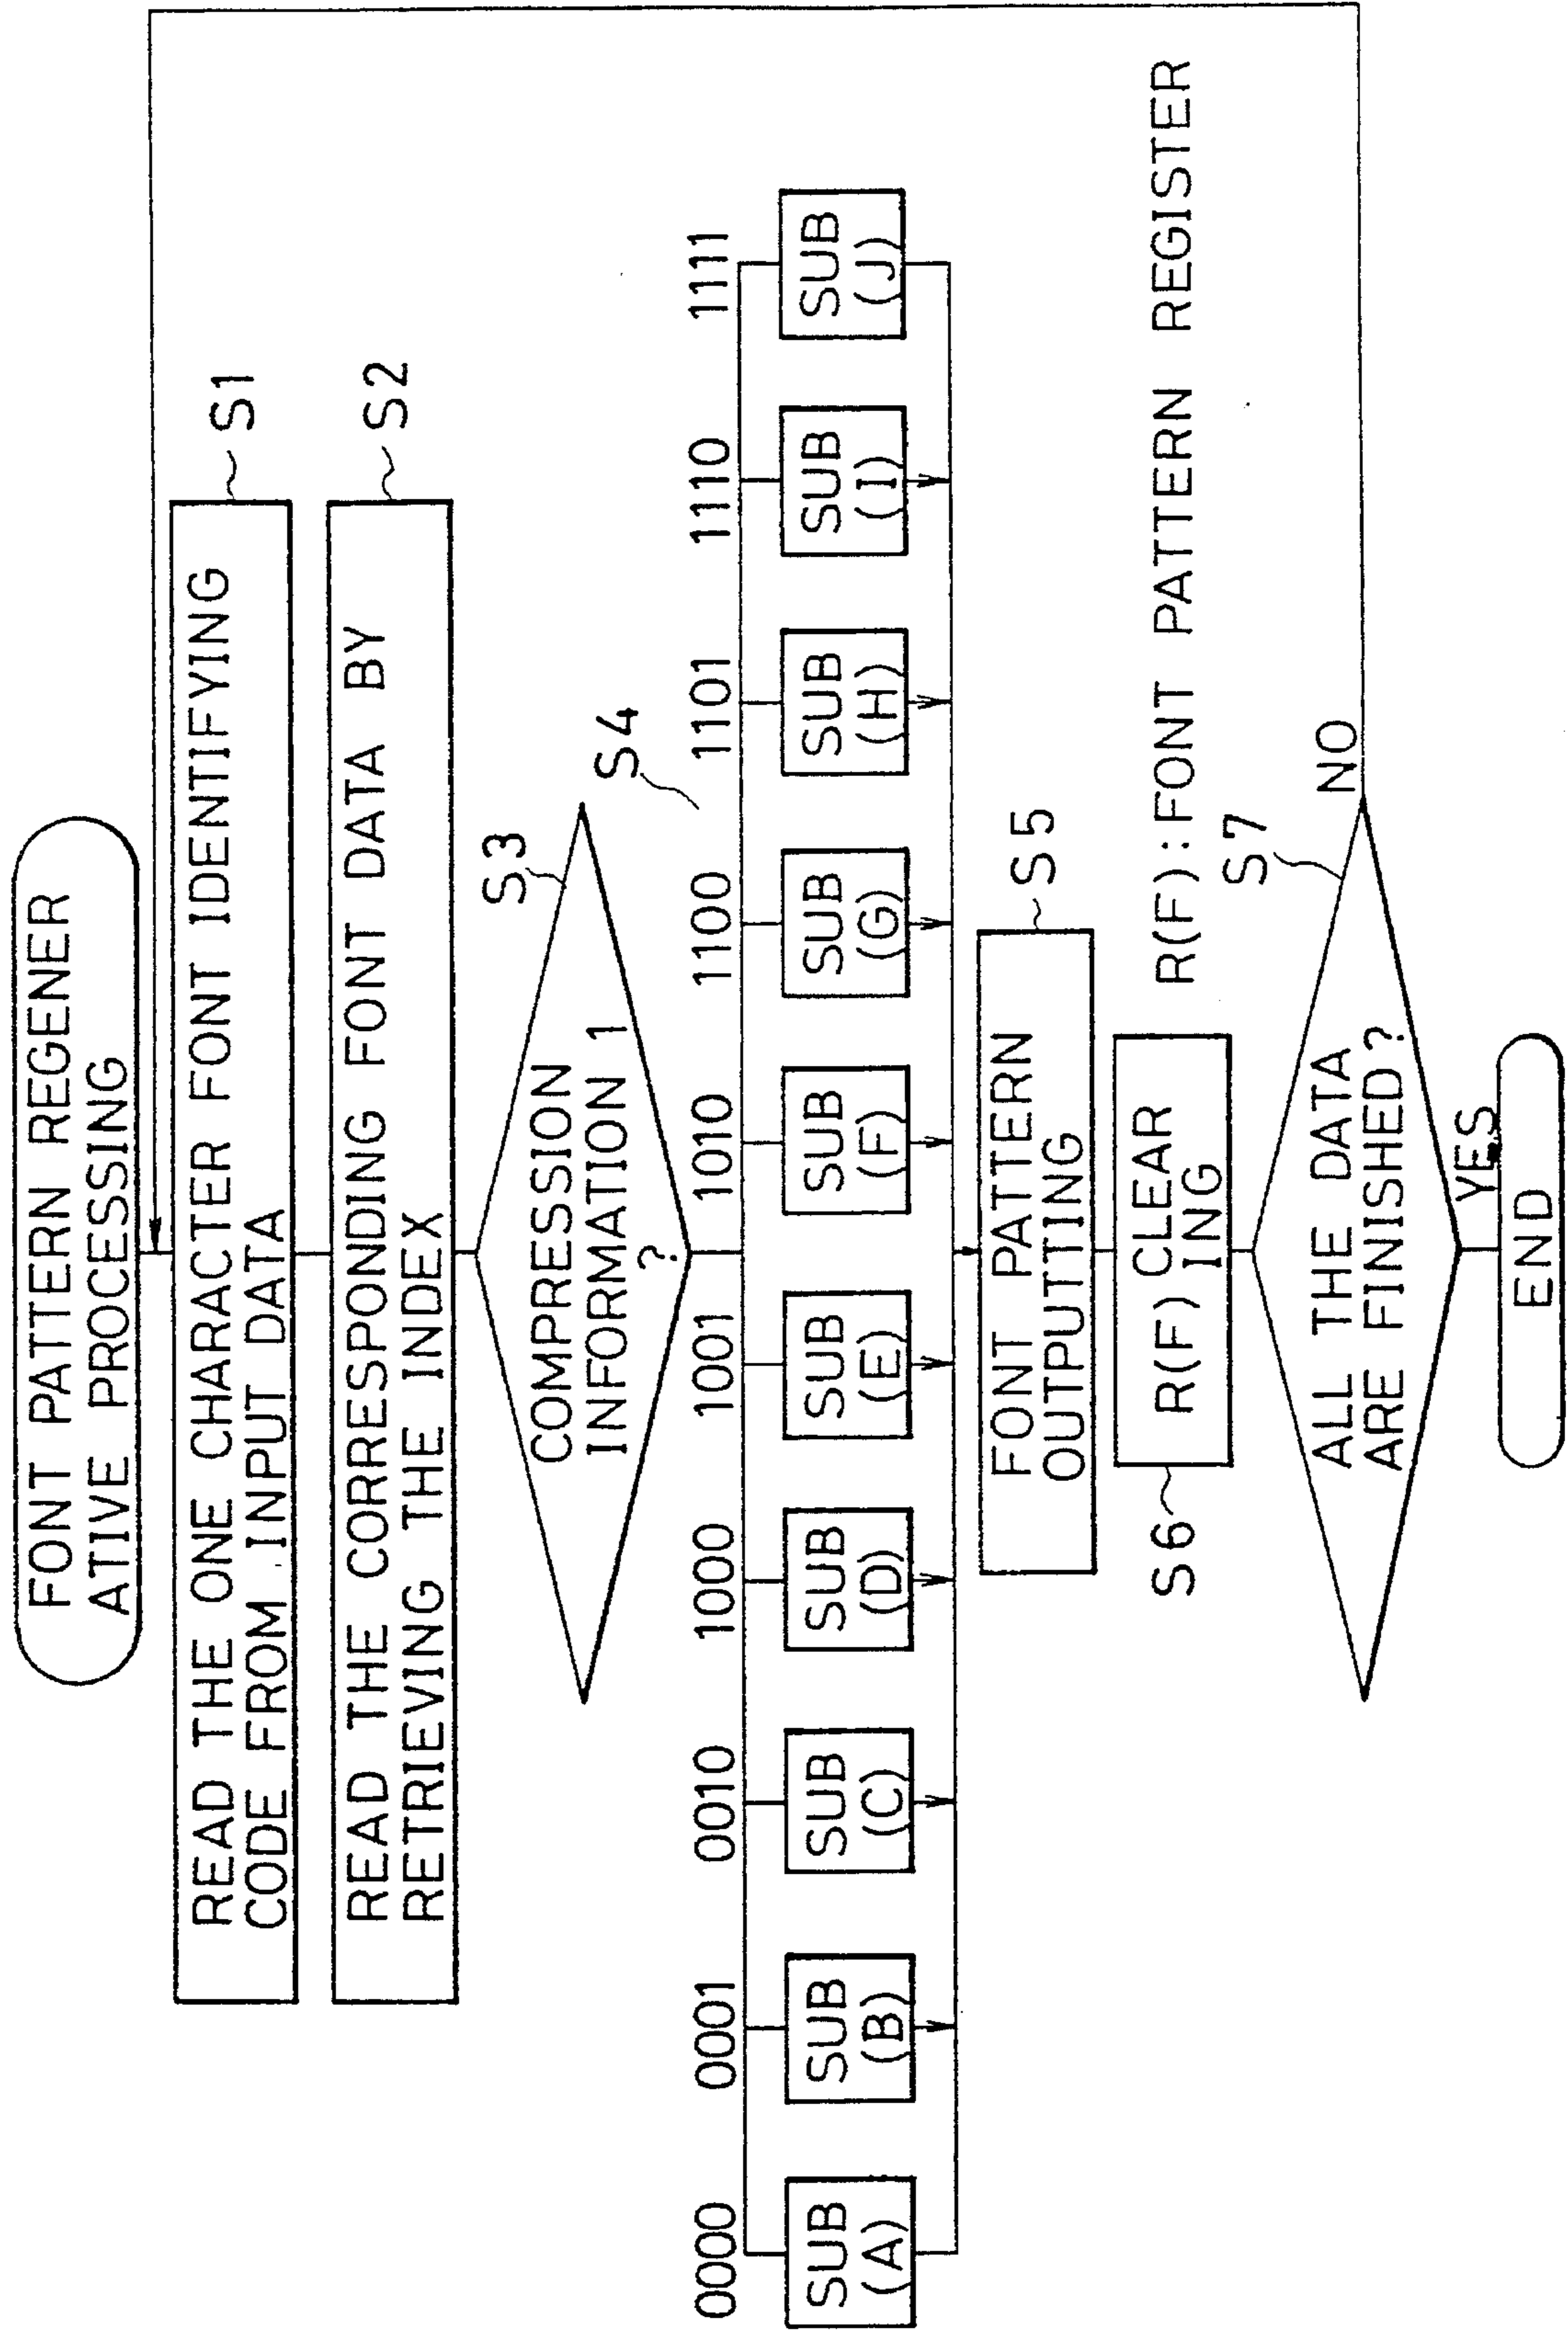 FONT PATTERN REGENER
ATIVE PROCESSING
READ THE ONE CHARACTER FONT IDENTIFYING
CODE FROM INPUT DATA
S1
READ THE CORRESPONDING FONT DATA BY
RETRIEVING THE INDEX
S2
COMPRESSION
INFORMATION 1
?
S3
S4
0000
0001
0010
1000
1001
1010
1100
1101
1110
1111
SUB
(A)
SUB
(B)
SUB
(C)
SUB
(D)
SUB
(E)
SUB
(F)
SUB
(G)
SUB
(H)
SUB
(I)
SUB
(J)
FONT PATTERN
OUTPUTTING
S5
S6
R(F) CLEAR
ING
R(F):FONT PATTERN REGISTER
S7
ALL THE DATA
ARE FINISHED?
NO
YES
END